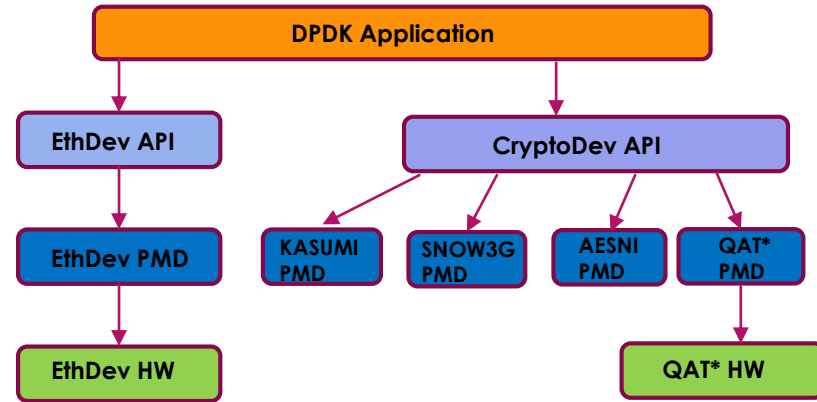 DPDK Application
EthDev API
CryptoDev API
EthDev PMD
KASUMI
PMD
SNOW3G
PMD
AESNI
PMD
QAT*
PMD
EthDev HW
QAT* HW